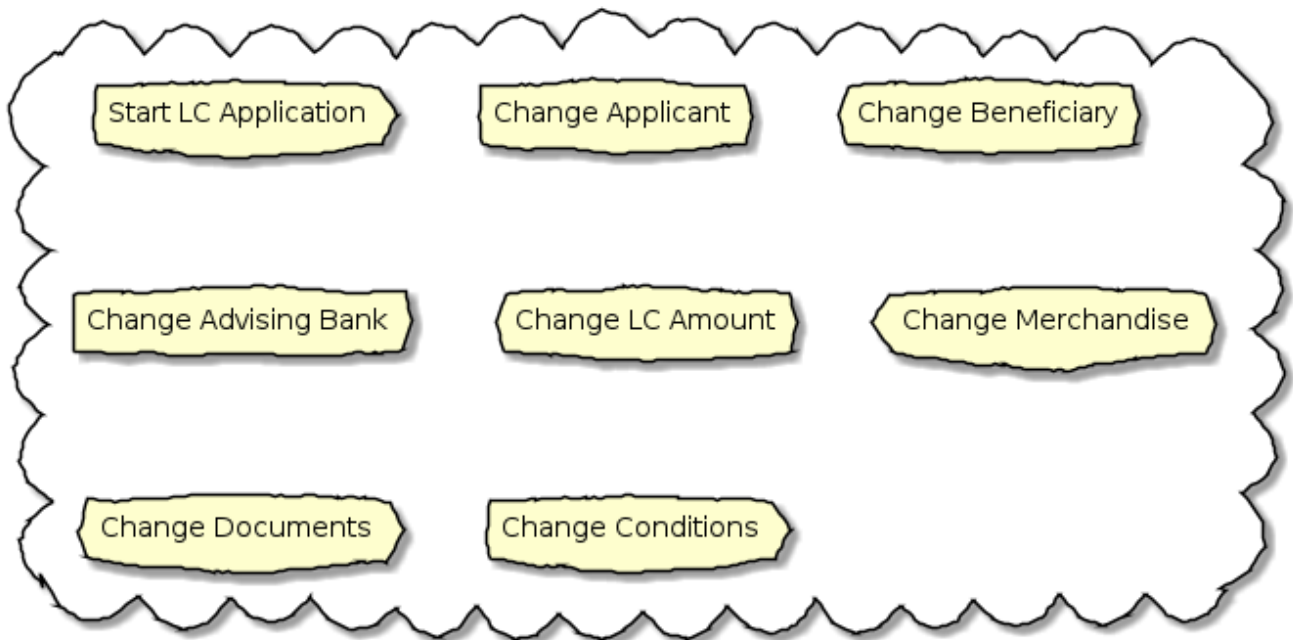 Start LC Application
Change Applicant
Change Beneficiary
Change Advising Bank
Change LC Amount
Change Merchandise
Change Documents
Change Conditions